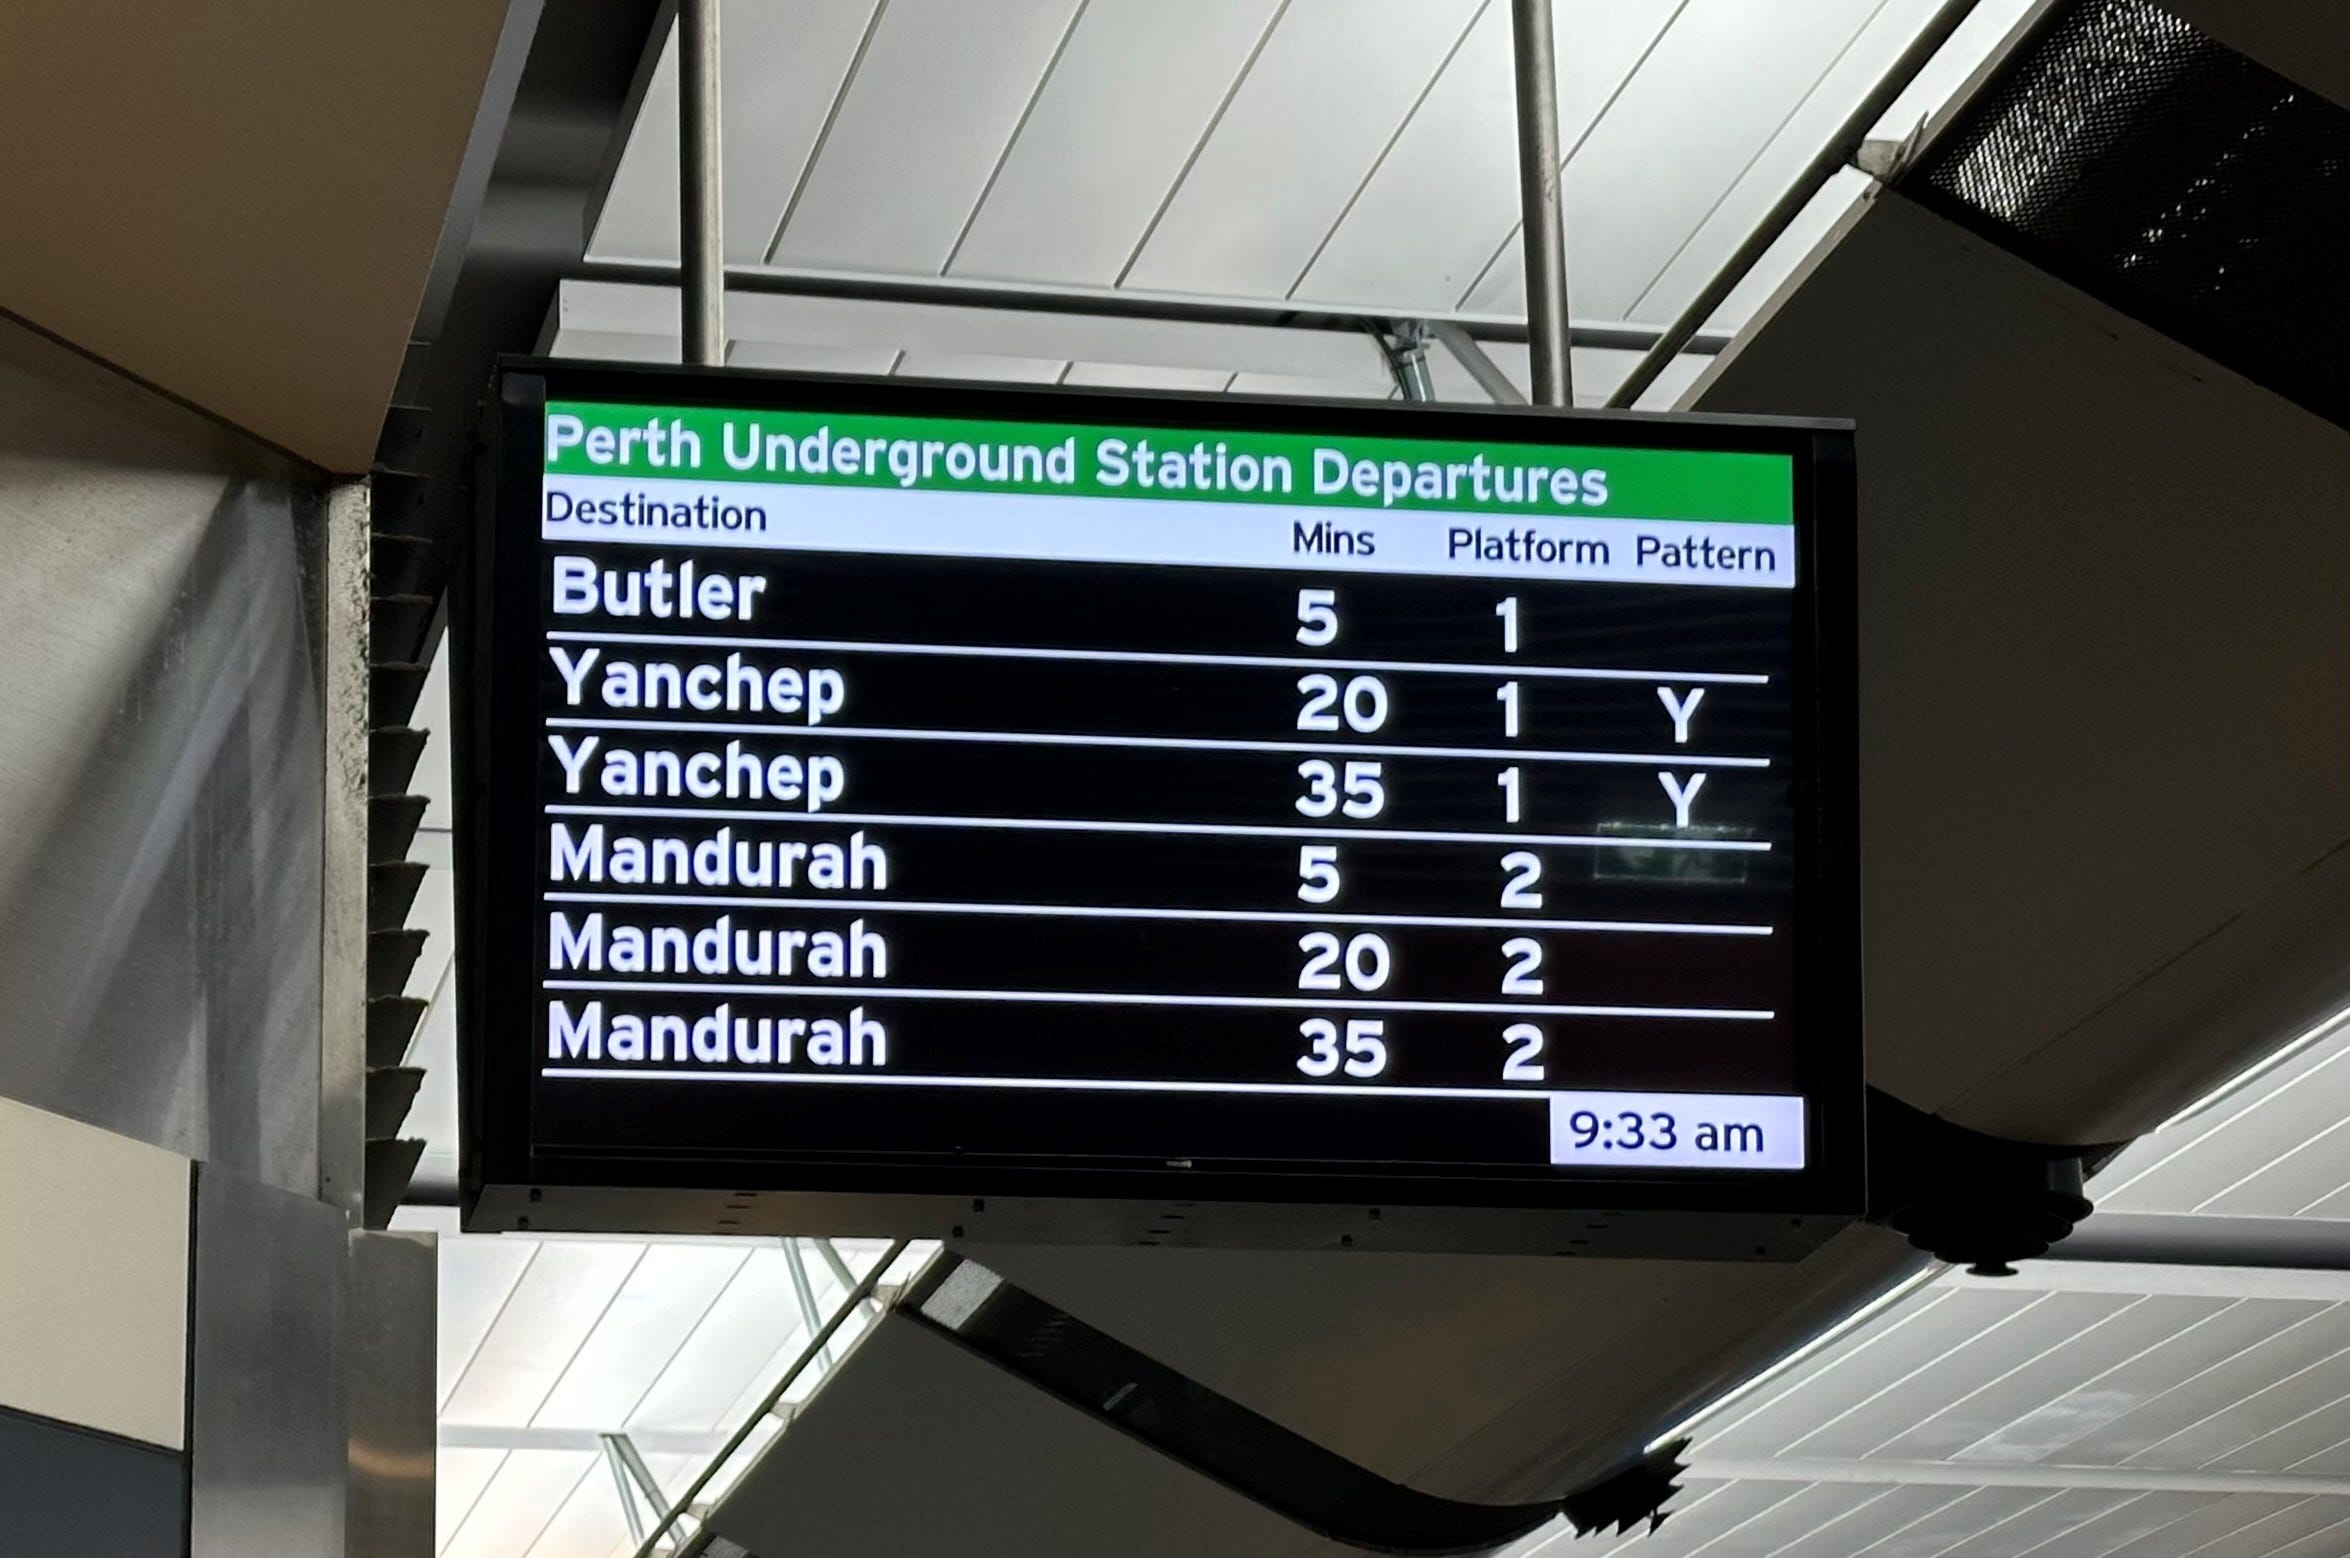 Perth Underground Station Departures
Destination Mins Platform Pattern
Butler 5 1
Yanchep 20 1 Y
Yanchep 35 1 Y
Mandurah 5 2
Mandurah 20 2
Mandurah 35 2
9:33 am